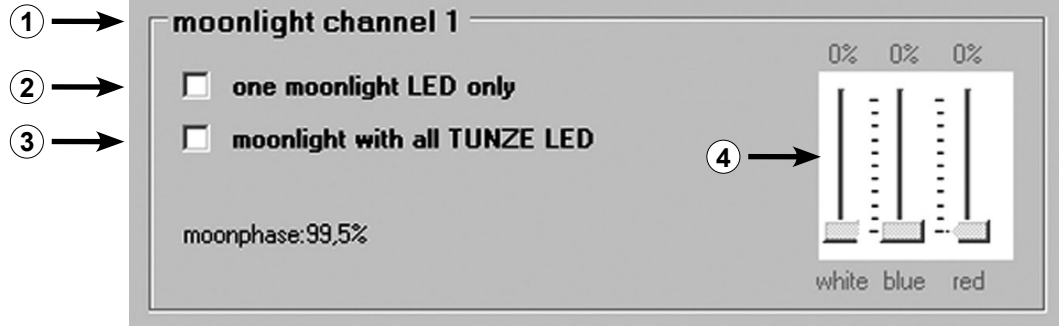 1 moonlight channel 1
0% 0% 0%
2 one moonlight LED only
3 moonlight with all TUNZE LED
4
moonphase:99,5%
white blue red